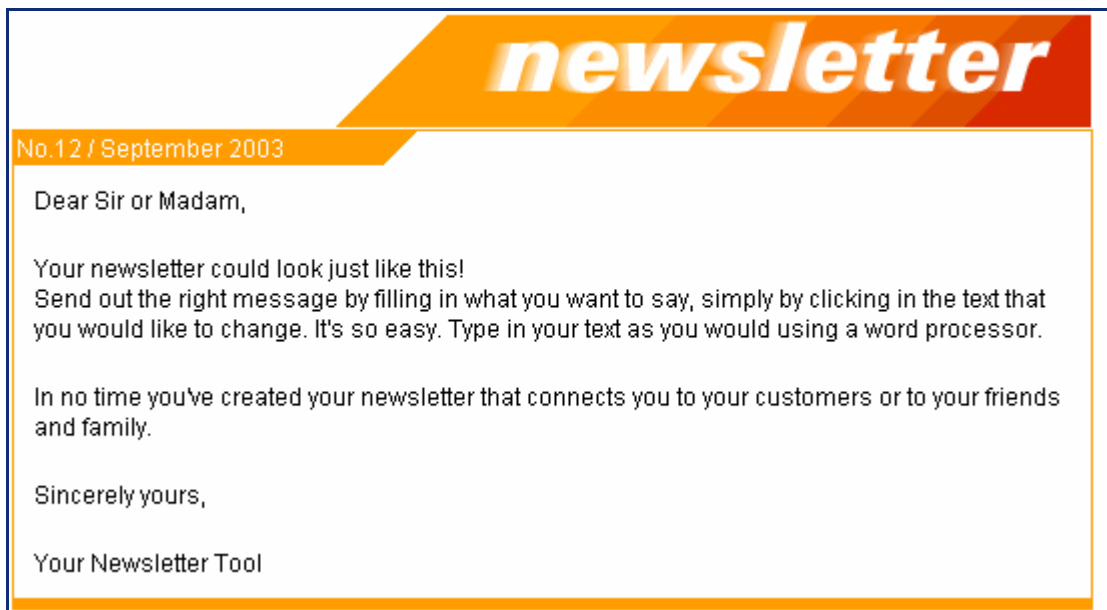 newsletter
No.12 / September 2003
Dear Sir or Madam,
Your newsletter could look just like this!
Send out the right message by filling in what you want to say, simply by clicking in the text that
you would like to change. It's so easy. Type in your text as you would using a word processor.
In no time you've created your newsletter that connects you to your customers or to your friends
and family.
Sincerely yours,
Your Newsletter Tool